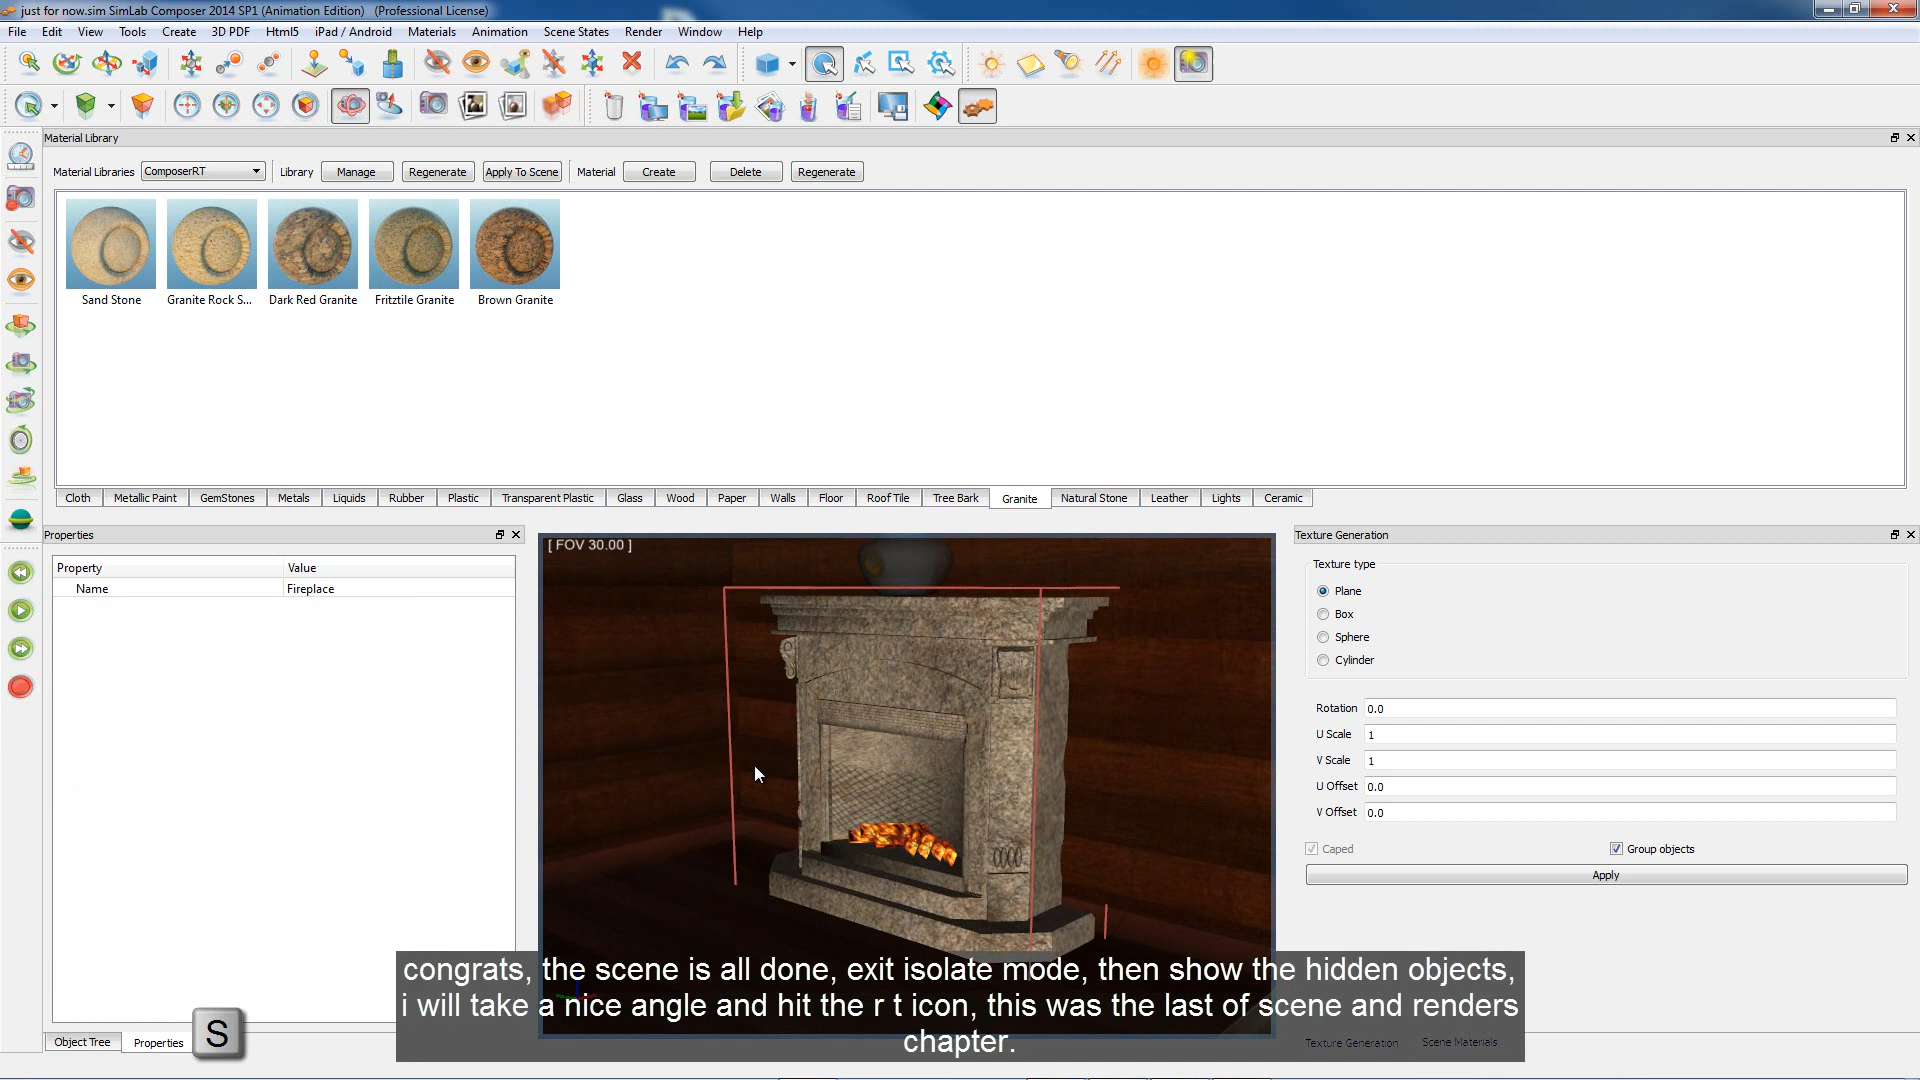 just for now.sim SimLab Composer 2014 SP1 (Animation Edition)   (Professional License)
File Edit View Tools Create 3D PDF Html5 iPad / Android Materials Animation Scene States Render Window Help
Material Library
Material Libraries ComposerRT Library Manage Regenerate Apply To Scene Material Create Delete Regenerate
Sand Stone Granite Rock S... Dark Red Granite Fritztile Granite Brown Granite
Cloth Metallic Paint GemStones Metals Liquids Rubber Plastic Transparent Plastic Glass Wood Paper Walls Floor Roof Tile Tree Bark Granite Natural Stone Leather Lights Ceramic
Properties
Property Value
Name Fireplace
[ FOV 30.00 ]
Texture Generation
Texture type
Plane
Box
Sphere
Cylinder
Rotation 0.0
U Scale 1
V Scale 1
U Offset 0.0
V Offset 0.0
Caped Group objects
Apply
congrats, the scene is all done, exit isolate mode, then show the hidden objects,
i will take a nice angle and hit the r t icon, this was the last of scene and renders
chapter.
Object Tree Properties
S
Texture Generation Scene Materials